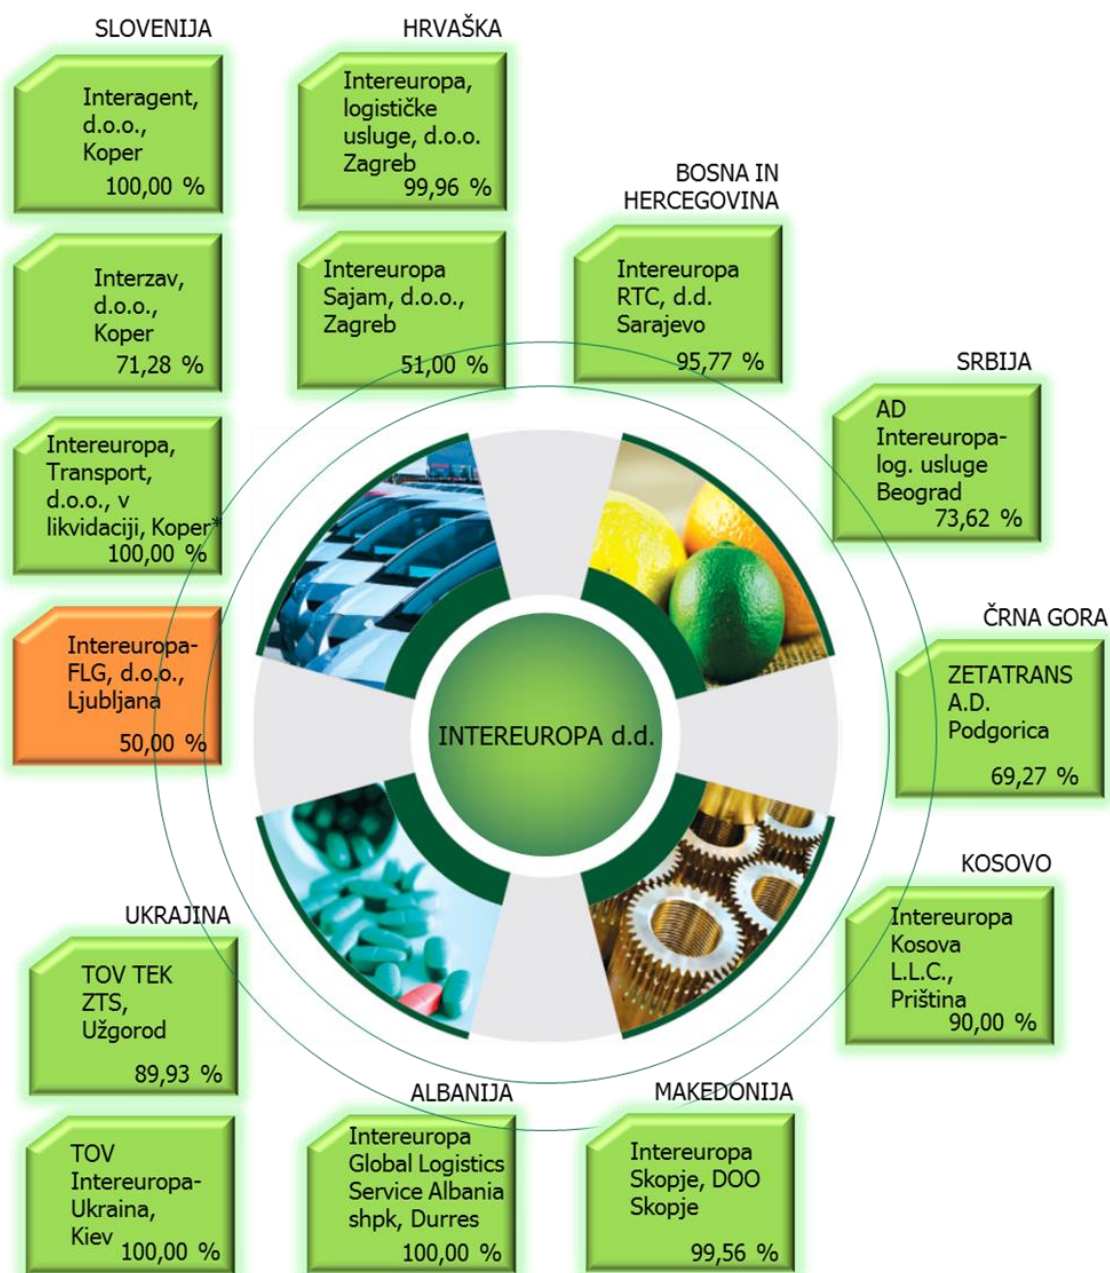 SLOVENIJA
Interagent,
d.o.o.,
Koper
100,00 %
Interzav,
d.o.o.,
Koper
71,28 %
Intereuropa,
Transport,
d.o.o., v
likvidaciji, Koper*
100,00 %
Intereuropa-
FLG, d.o.o.,
Ljubljana
50,00 %
HRVAŠKA
Intereuropa,
logističke
usluge, d.o.o.
Zagreb
99,96 %
Intereuropa
Sajam, d.o.o.,
Zagreb
51,00 %
BOSNA IN
HERCEGOVINA
Intereuropa
RTC, d.d.
Sarajevo
95,77 %
SRBIJA
AD
Intereuropa-
log. usluge
Beograd
73,62 %
ČRNA GORA
ZETATRANS
A.D.
Podgorica
69,27 %
INTEREUROPA d.d.
KOSOVO
Intereuropa
Kosova
L.L.C.,
Priština
90,00 %
UKRAJINA
TOV TEK
ZTS,
Užgorod
89,93 %
TOV
Intereuropa-
Ukraina,
Kiev
100,00 %
ALBANIJA
Intereuropa
Global Logistics
Service Albania
shpk, Durres
100,00 %
MAKEDONIJA
Intereuropa
Skopje, DOO
Skopje
99,56 %